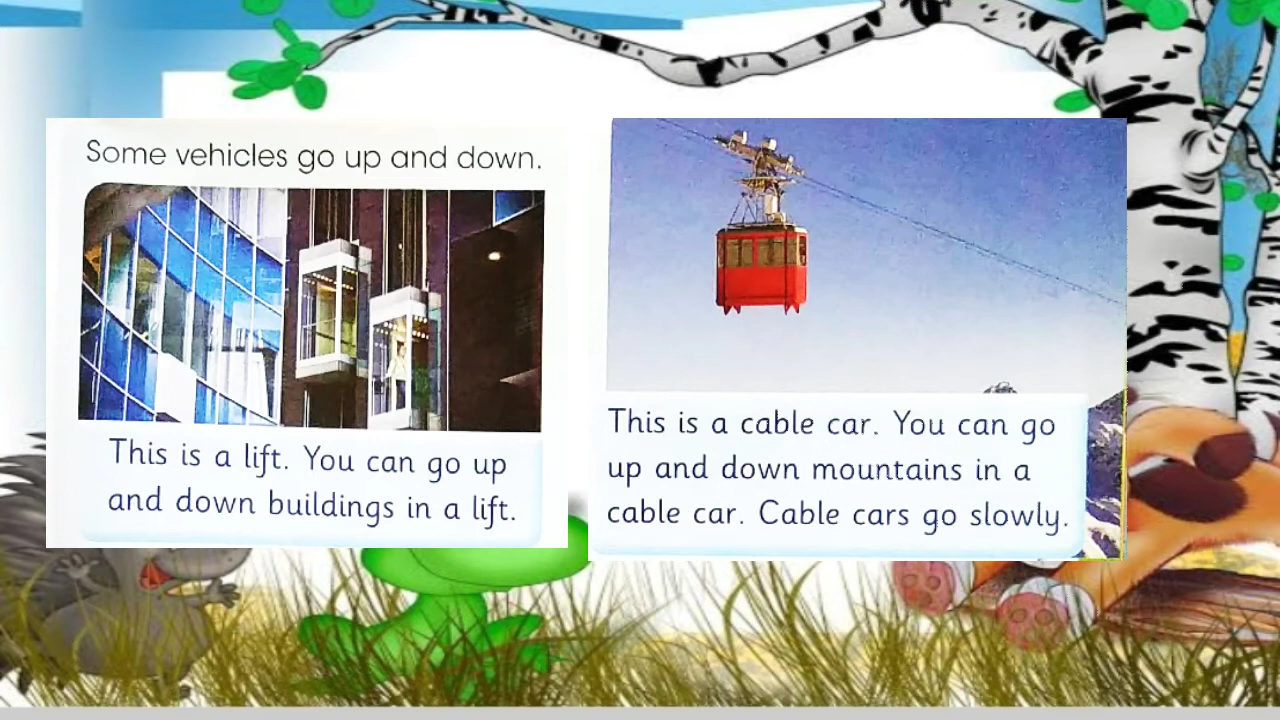 Some vehicles go up and down.
This is a lift. You can go up
and down buildings in a lift.
This is a cable car. You can go
up and down mountains in a
cable car. Cable cars go slowly.